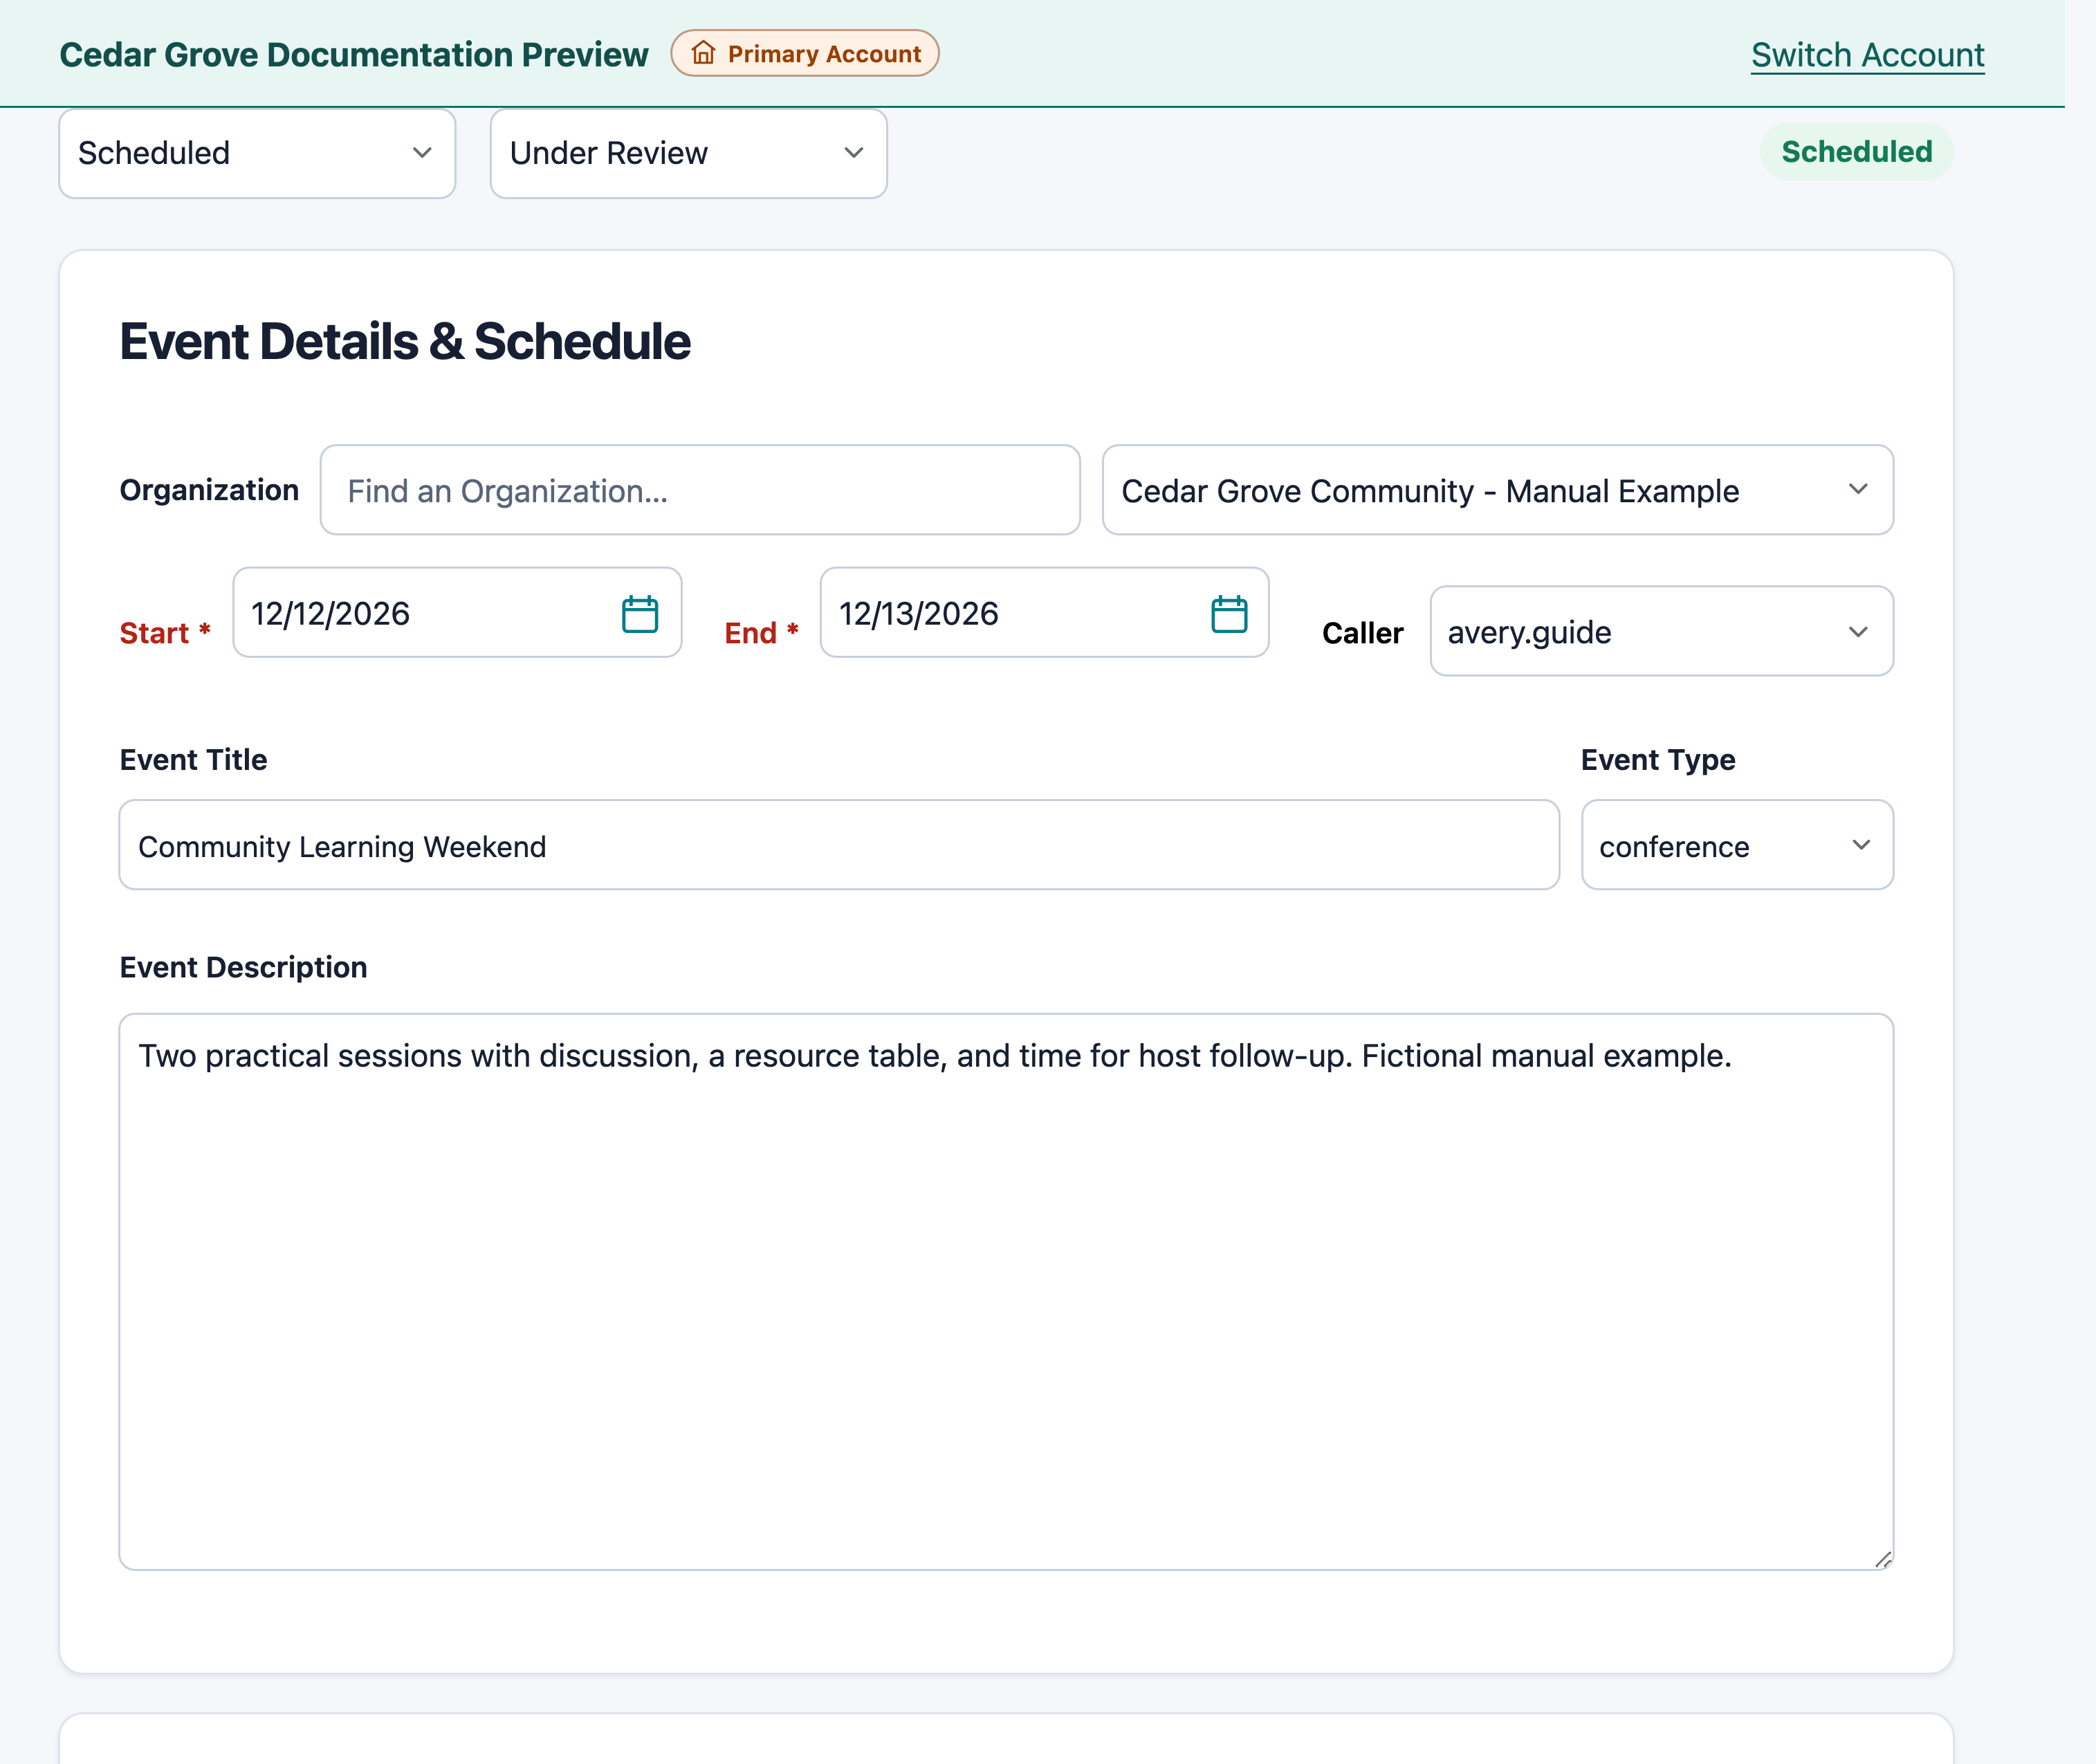 Cedar Grove Documentation Preview
Primary Account
Switch Account
Scheduled
Under Review
Scheduled
Event Details & Schedule
Organization
Find an Organization...
Cedar Grove Community - Manual Example
Start *
12/12/2026
End *
12/13/2026
Caller
avery.guide
Event Title
Event Type
Community Learning Weekend
conference
Event Description
Two practical sessions with discussion, a resource table, and time for host follow-up. Fictional manual example.